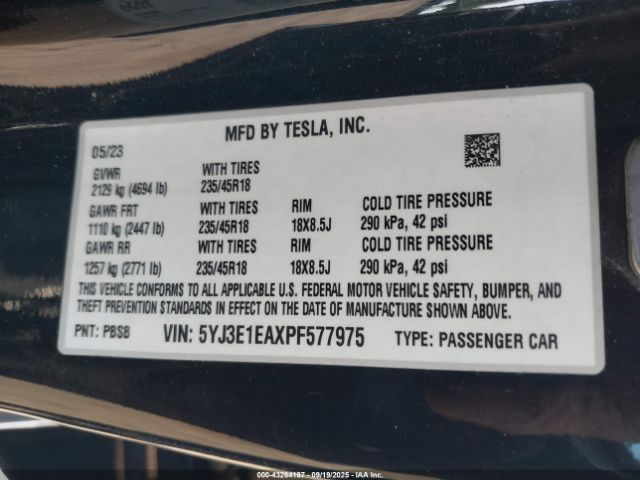 MFD BY TESLA, INC.
05/23
GVWR WITH TIRES
2129 kg (4694 lb) 235/45R18
GAWR FRT WITH TIRES RIM COLD TIRE PRESSURE
1110 kg (2447 lb) 235/45R18 18X8.5J 290 kPa, 42 psi
GAWR RR WITH TIRES RIM COLD TIRE PRESSURE
1257 kg (2771 lb) 235/45R18 18X8.5J 290 kPa, 42 psi
THIS VEHICLE CONFORMS TO ALL APPLICABLE U.S. FEDERAL MOTOR VEHICLE SAFETY, BUMPER, AND
THEFT PREVENTION STANDARDS IN EFFECT ON THE DATE OF MANUFACTURE SHOWN ABOVE.
PNT: PBSB VIN: 5YJ3E1EAXPF577975 TYPE: PASSENGER CAR
000-43264197 - 09/19/2025 - IAA